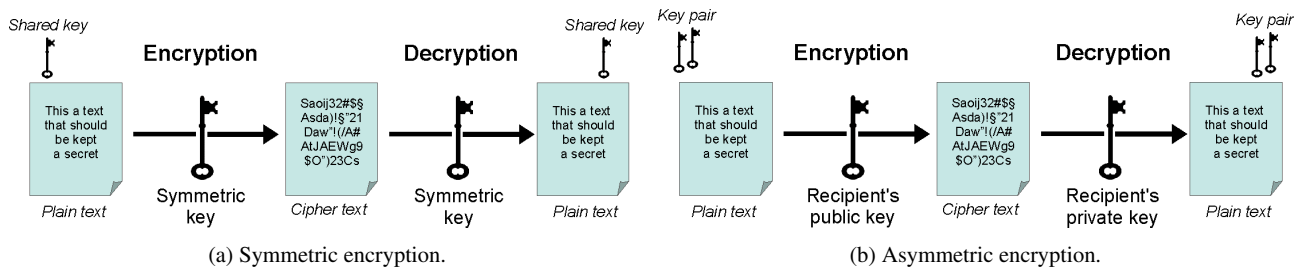 Shared key
Encryption
This a text
that should
be kept
a secret
Plain text
Symmetric
key
Saoij32#$§
Asda)!§"21
Daw"!(/A#
AtJAEWg9
$O")23Cs
Cipher text
Decryption
Symmetric
key
Shared key
This a text
that should
be kept
a secret
Plain text
(a) Symmetric encryption.
Key pair
Encryption
This a text
that should
be kept
a secret
Plain text
Recipient's
public key
Saoij32#$§
Asda)!§"21
Daw"!(/A#
AtJAEWg9
$O")23Cs
Cipher text
Decryption
Recipient's
private key
Key pair
This a text
that should
be kept
a secret
Plain text
(b) Asymmetric encryption.